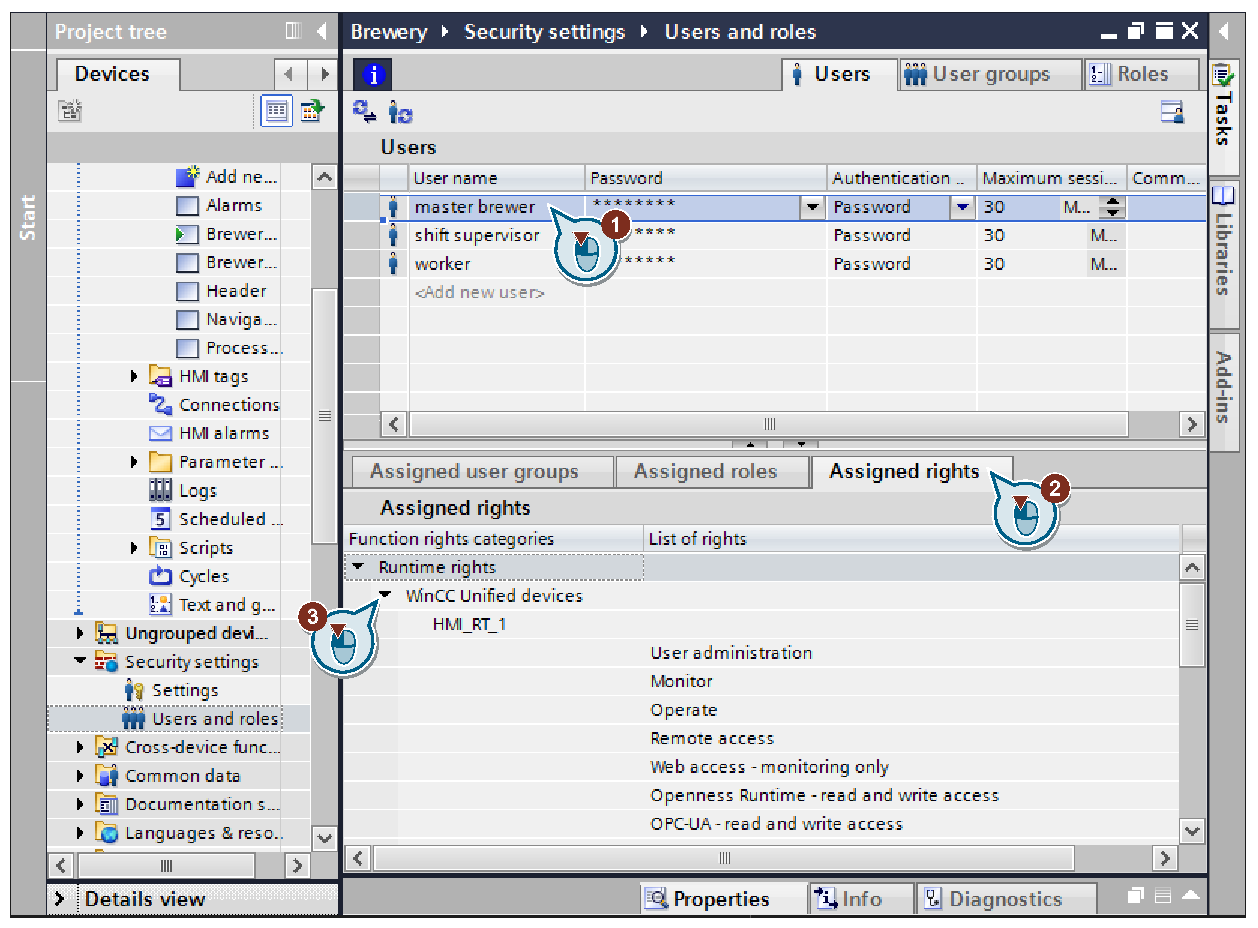 Project tree
Brewery Security settings Users and roles
Start
Devices
Users
User groups
Roles
Tasks
Libraries
Add-ins
Add ne...
Alarms
Brewer...
Brewer...
Header
Naviga...
Process...
HMI tags
Connections
HMI alarms
Parameter ...
Logs
Scheduled ...
Scripts
Cycles
Text and g...
Ungrouped devi...
Security settings
Settings
Users and roles
Cross-device func...
Common data
Documentation s...
Languages & reso..
Details view
Users
User name Password Authentication .. Maximum sessi... Comm...
master brewer ******** Password 30 M...
1
shift supervisor ***** Password 30 M...
worker ****** Password 30 M...
<Add new user>
Assigned user groups
Assigned roles
Assigned rights
2
Assigned rights
Function rights categories List of rights
Runtime rights
WinCC Unified devices
3
HMI_RT_1
User administration
Monitor
Operate
Remote access
Web access - monitoring only
Openness Runtime - read and write access
OPC-UA - read and write access
Properties
Info
Diagnostics